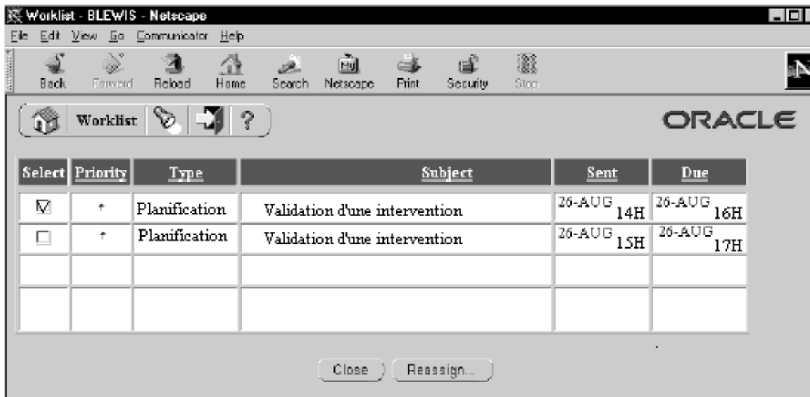 Worklist - BLEWIS - Netscape
File Edit View Go Communicator Help
Back Forward Reload Home Search Netscape Print Security Stop
My
N
Worklist ? ORACLE
Select Priority Type Subject Sent Due
Planification Validation d'une intervention 26-AUG 14H 26-AUG 16H
Planification Validation d'une intervention 26-AUG 15H 26-AUG 17H
Close Reassign...